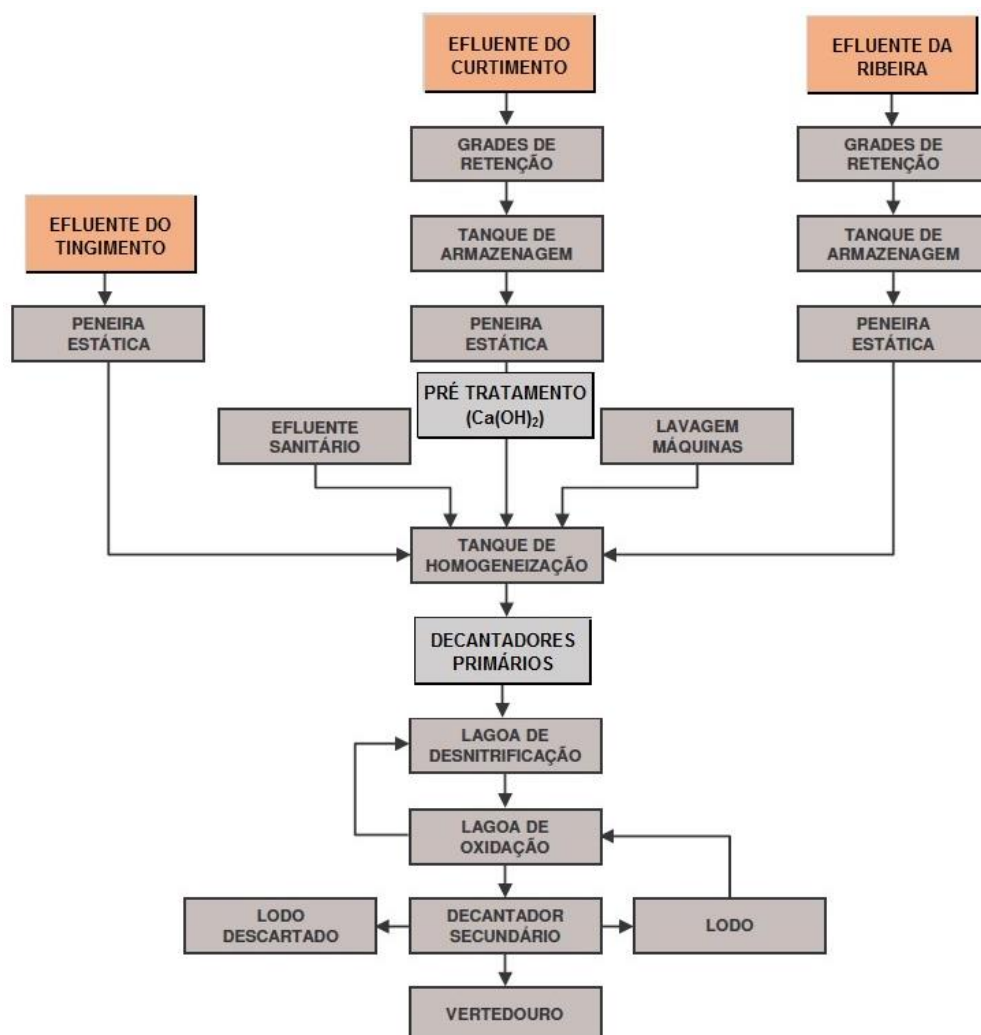 EFLUENTE DO
CURTIMENTO
EFLUENTE DA
RIBEIRA
GRADES DE
RETENÇÃO
GRADES DE
RETENÇÃO
EFLUENTE DO
TINGIMENTO
TANQUE DE
ARMAZENAGEM
TANQUE DE
ARMAZENAGEM
PENEIRA
ESTÁTICA
PENEIRA
ESTÁTICA
PENEIRA
ESTÁTICA
PRÉ TRATAMENTO
(Ca(OH)₂)
EFLUENTE
SANITÁRIO
LAVAGEM
MÁQUINAS
TANQUE DE
HOMOGENEIZAÇÃO
DECANTADORES
PRIMÁRIOS
LAGOA DE
DESNITRIFICAÇÃO
LAGOA DE
OXIDAÇÃO
LODO
DESCARTADO
DECANTADOR
SECUNDÁRIO
LODO
VERTEDOURO